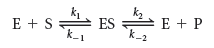 k₁ k₂
E + S ⇌ ES ⇌ E + P
k₋₁ k₋₂